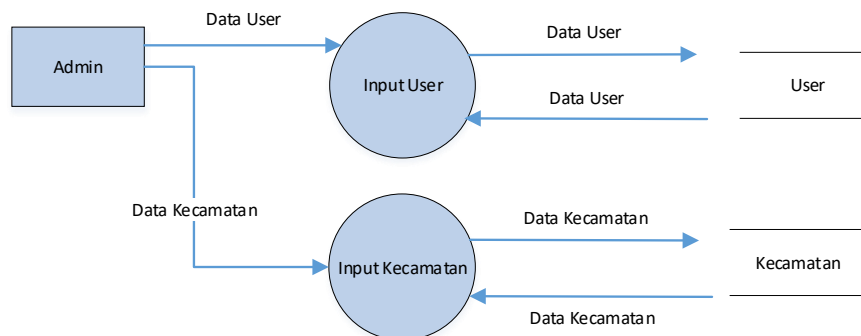 Data User
Admin
Input User
Data User
Data User
User
Data Kecamatan
Input Kecamatan
Data Kecamatan
Data Kecamatan
Kecamatan